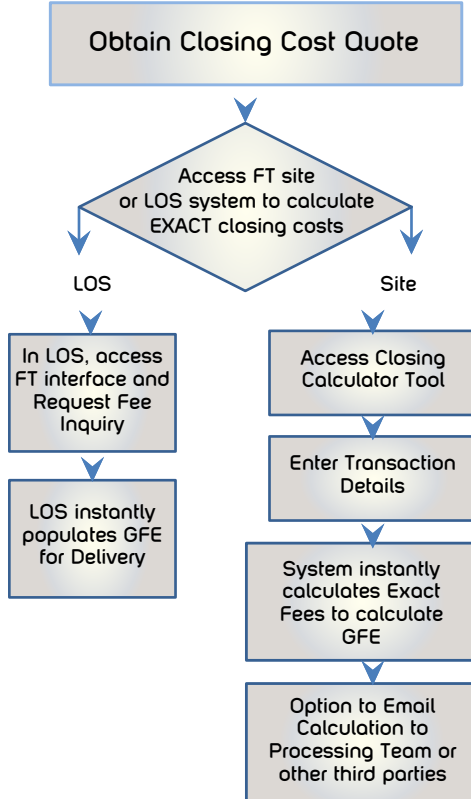 Obtain Closing Cost Quote
Access FT site
or LOS system to calculate
EXACT closing costs
LOS
Site
In LOS, access
FT interface and
Request Fee
Inquiry
LOS instantly
populates GFE
for Delivery
Access Closing
Calculator Tool
Enter Transaction
Details
System instantly
calculates Exact
Fees to calculate
GFE
Option to Email
Calculation to
Processing Team or
other third parties